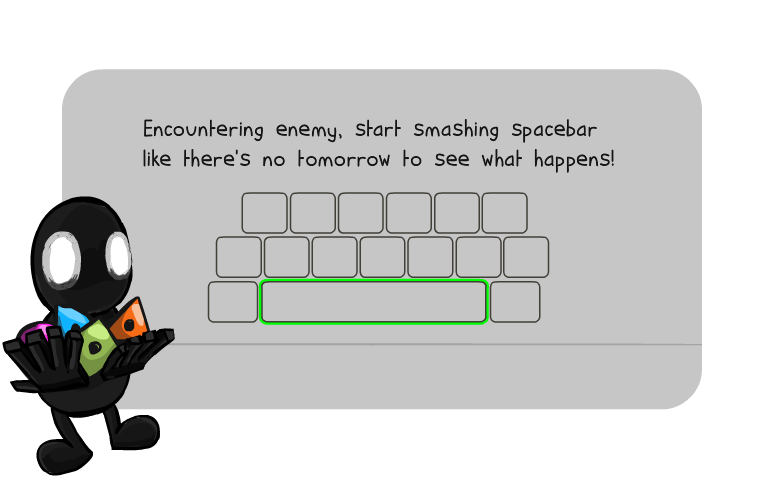 Encountering enemy, start smashing spacebar
like there's no tomorrow to see what happens!